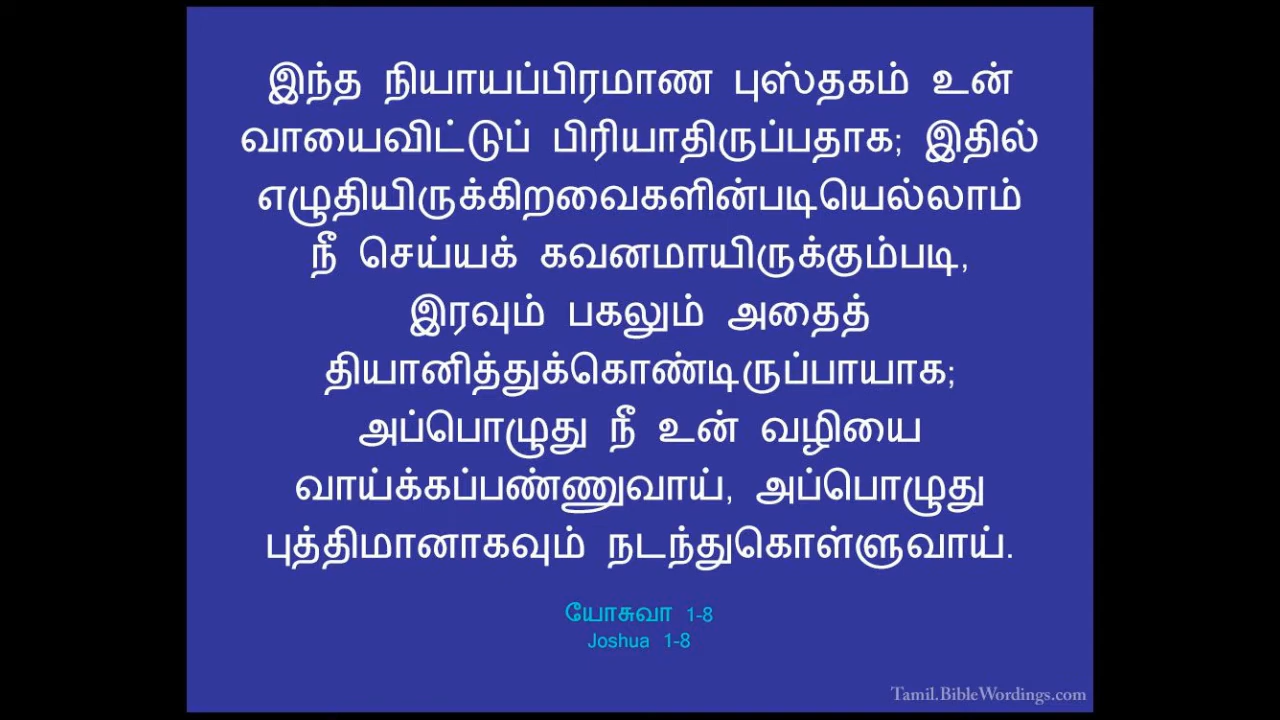 இந்த நியாயப்பிரமாண புஸ்தகம் உன்
வாயைவிட்டுப் பிரியாதிருப்பதாக; இதில்
எழுதியிருக்கிறவைகளின்படியெல்லாம்
நீ செய்யக் கவனமாயிருக்கும்படி,
இரவும் பகலும் அதைத்
தியானித்துக்கொண்டிருப்பாயாக;
அப்பொழுது நீ உன் வழியை
வாய்க்கப்பண்ணுவாய், அப்பொழுது
புத்திமானாகவும் நடந்துகொள்ளுவாய்.
யோசுவா 1-8
Joshua 1-8
Tamil.BibleWordings.com